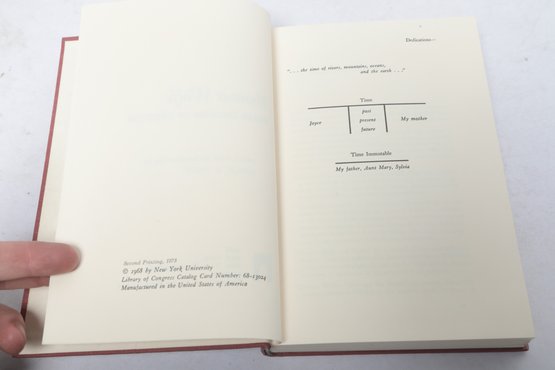 Second Printing, 1973
© 1968 by New York University
Library of Congress Catalog Card Number: 68-13024
Manufactured in the United States of America
Dedications—
". . . the time of rivers, mountains, oceans,
and the earth . . ."
Time
past
Joyce present My mother
future
Time Immutable
My father, Aunt Mary, Sylvia